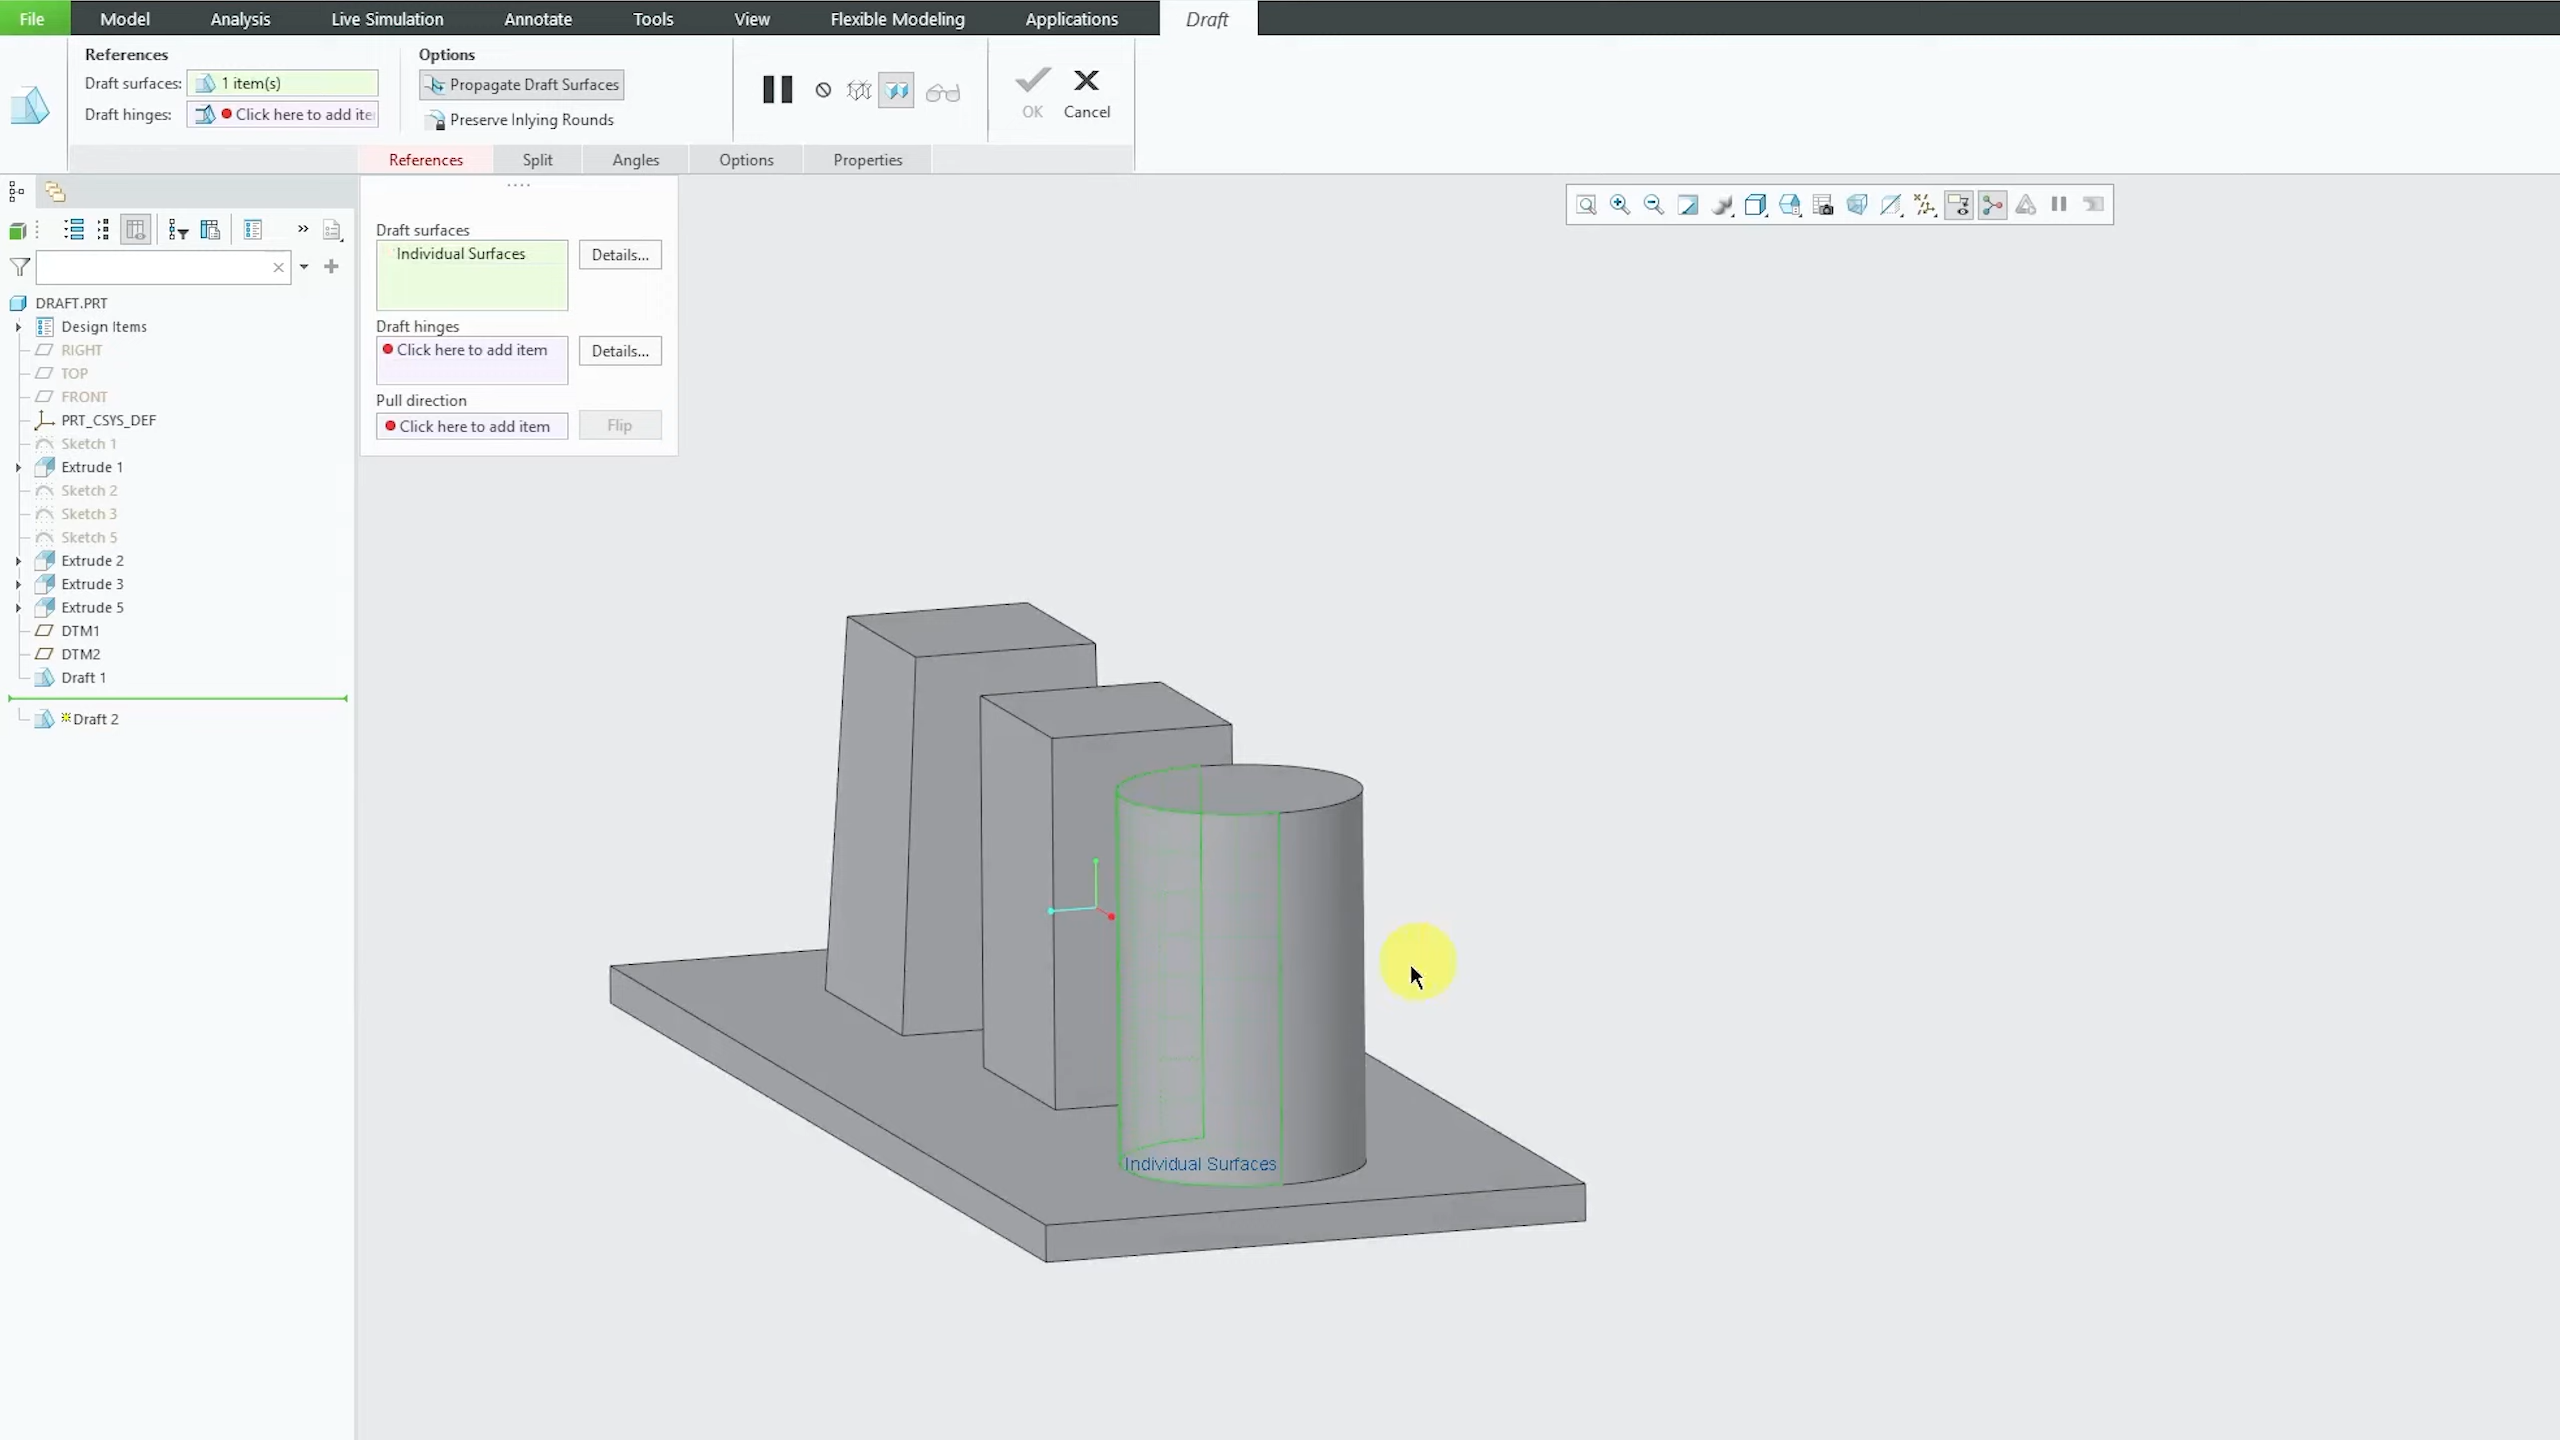 File Model Analysis Live Simulation Annotate Tools View Flexible Modeling Applications Draft
References
Draft surfaces: 1 item(s)
Draft hinges: Click here to add ite
Options
Propagate Draft Surfaces
Preserve Inlying Rounds
OK
Cancel
References Split Angles Options Properties
DRAFT.PRT
Design Items
RIGHT
TOP
FRONT
PRT_CSYS_DEF
Sketch 1
Extrude 1
Sketch 2
Sketch 3
Sketch 5
Extrude 2
Extrude 3
Extrude 5
DTM1
DTM2
Draft 1
Draft 2
Draft surfaces
Individual Surfaces
Details...
Draft hinges
Click here to add item
Details...
Pull direction
Click here to add item
Flip
Individual Surfaces